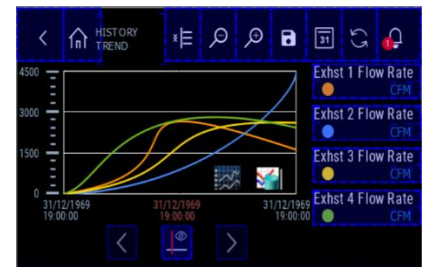 HISTORY
TREND
31
1
4500
3000
1500
0
31/12/1969
19:00:00
31/12/1969
19:00:00
31/12/1969
19:00:00
Exhst 1 Flow Rate
CFM
Exhst 2 Flow Rate
CFM
Exhst 3 Flow Rate
CFM
Exhst 4 Flow Rate
CFM